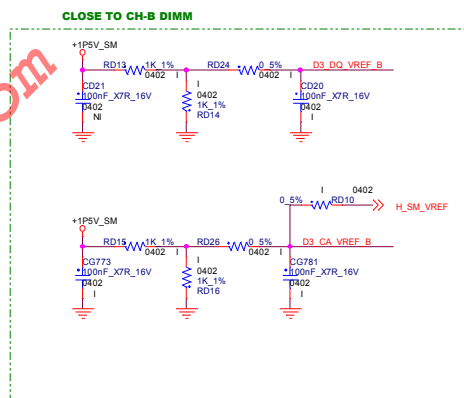 CLOSE TO CH-B DIMM
+1P5V_SM
RD13 1K_1% RD24 0_5% D3_DQ_VREF_B
0402 I 0402 I
CD21 I CD20
100nF_X7R_16V 0402 100nF_X7R_16V
0402 1K_1% 0402
NI RD14 I
I 0402
0_5% RD10 H_SM_VREF
+1P5V_SM
RD15 1K_1% RD26 0_5% D3_CA_VREF_B
0402 I 0402 I
CG773 I CG781
100nF_X7R_16V 0402 100nF_X7R_16V
0402 1K_1% 0402
I RD16 I
om